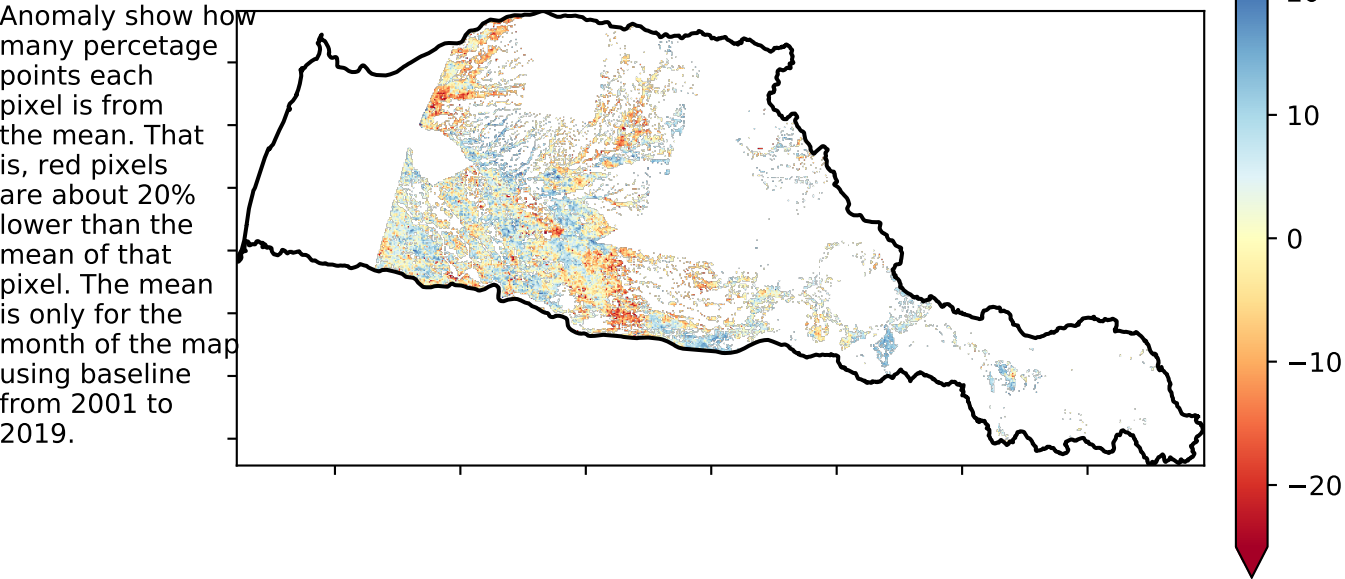 Anomaly show how
many percetage
points each
pixel is from
the mean. That
is, red pixels
are about 20%
lower than the
mean of that
pixel. The mean
is only for the
month of the map
using baseline
from 2001 to
2019.
10
0
−10
−20